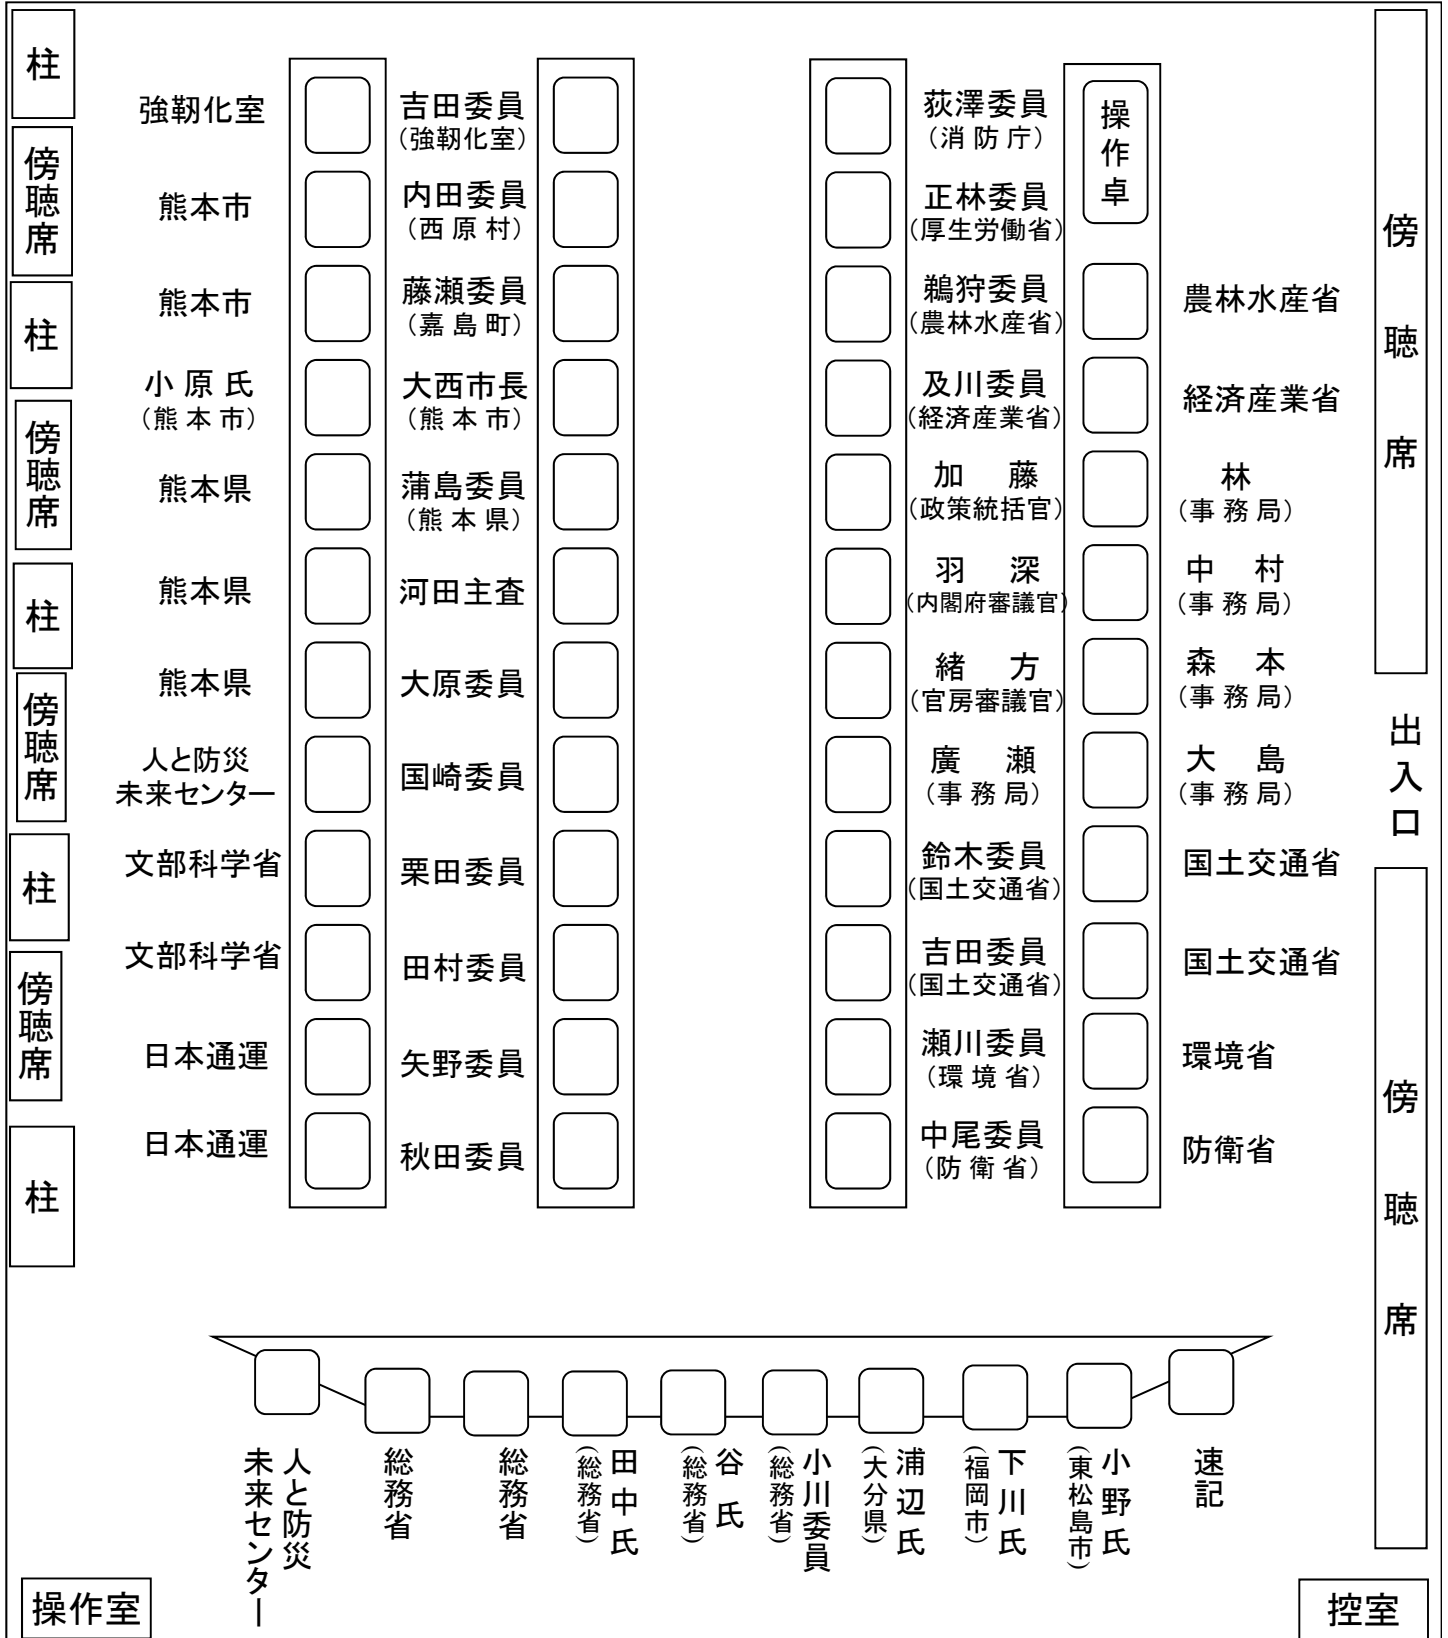 柱
傍聴席
柱
傍聴席
柱
傍聴席
柱
傍聴席
柱
強靭化室
熊本市
熊本市
小 原 氏
（熊 本 市）
熊本県
熊本県
熊本県
人と防災
未来センター
文部科学省
文部科学省
日本通運
日本通運
吉田委員
（強靭化室）
内田委員
（西 原 村）
藤瀬委員
（嘉 島 町）
大西市長
（熊 本 市）
蒲島委員
（熊 本 県）
河田主査
大原委員
国崎委員
栗田委員
田村委員
矢野委員
秋田委員
荻澤委員
（消 防 庁）
正林委員
（厚生労働省）
鵜狩委員
（農林水産省）
及川委員
（経済産業省）
加　藤
（政策統括官）
羽　深
（内閣府審議官）
緒　方
（官房審議官）
廣　瀬
（事 務 局）
鈴木委員
（国土交通省）
吉田委員
（国土交通省）
瀬川委員
（環 境 省）
中尾委員
（防 衛 省）
操作卓
農林水産省
経済産業省
林
（事 務 局）
中　村
（事 務 局）
森　本
（事 務 局）
大　島
（事 務 局）
国土交通省
国土交通省
環境省
防衛省
傍　聴　席
出入口
傍　聴　席
人と防災
未来センター
総務省
総務省
田中氏
（総務省）
谷 氏
（総務省）
小川委員
（総務省）
浦辺氏
（大分県）
下川氏
（福岡市）
小野氏
（東松島市）
速記
操作室
控室